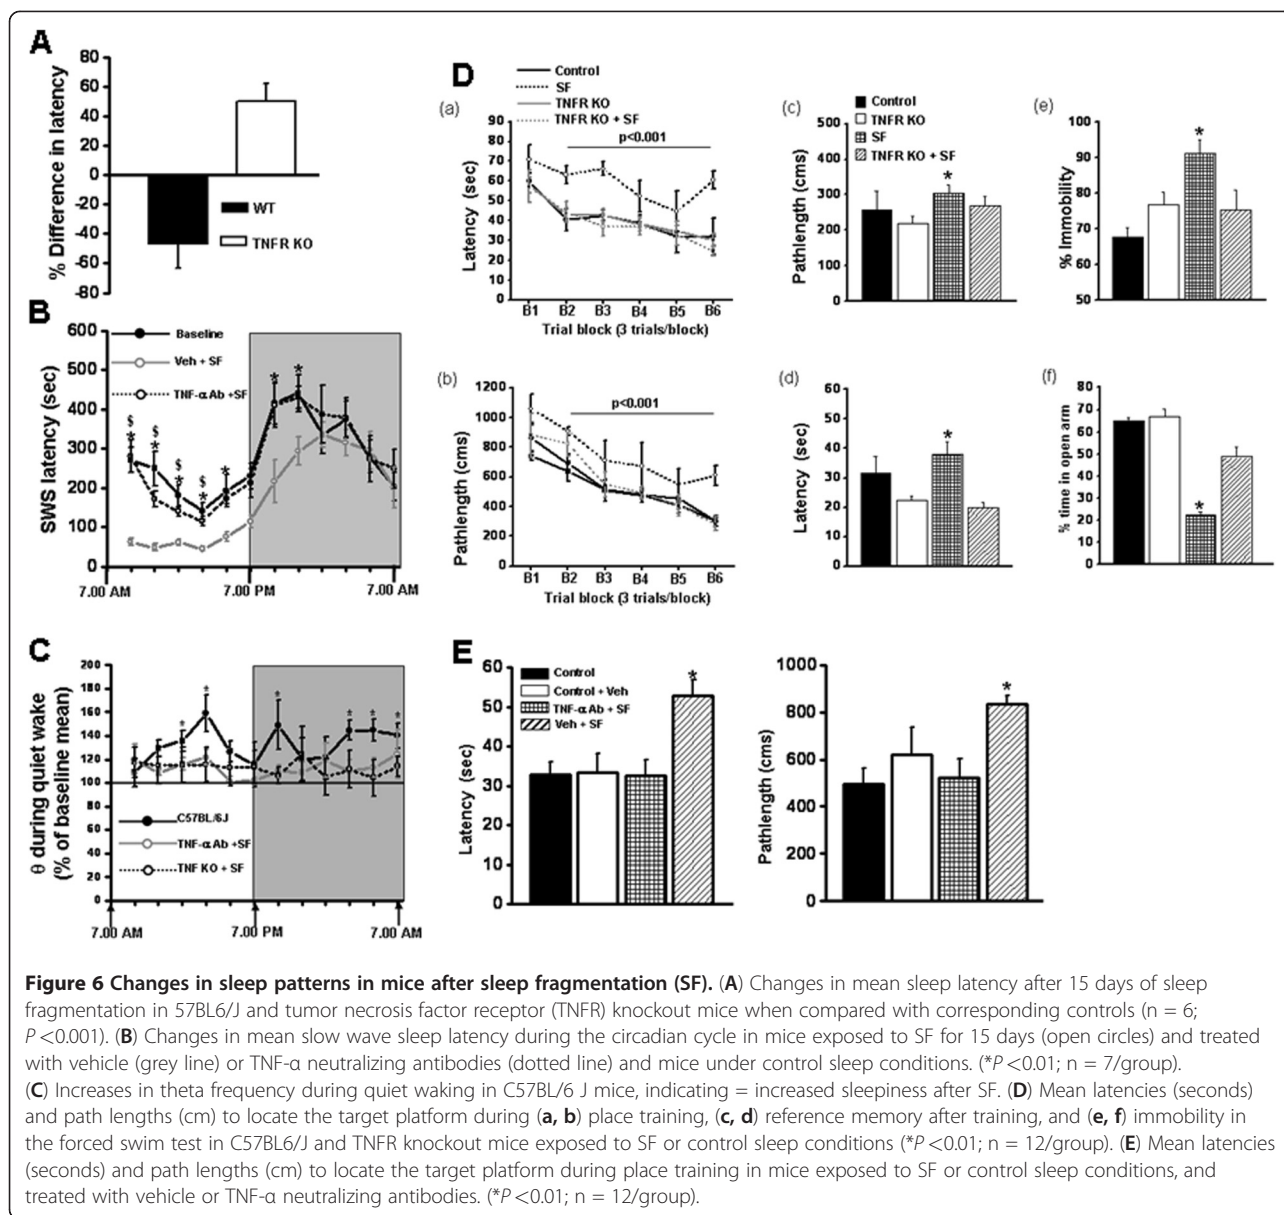 A
80
60
40
20
0
-20
-40
-60
-80
% Difference in latency
WT
TNFR KO
B
600
500
400
300
200
100
0
SWS latency (sec)
Baseline
Veh + SF
TNF-α Ab +SF
$ $ $ $
* * * * * * *
7.00 AM 7.00 PM 7.00 AM
C
200
180
160
140
120
100
80
60
40
20
0
θ during quiet wake
(% of baseline mean)
* * * * * *
C57BL/6J
TNF-α Ab +SF
TNF KO + SF
7.00 AM 7.00 PM 7.00 AM
D
Control
SF
TNFR KO
TNFR KO + SF
(a)
p<0.001
90
80
70
60
50
40
30
20
10
0
Latency (sec)
B1 B2 B3 B4 B5 B6
Trial block (3 trials/block)
(b)
p<0.001
1200
1000
800
600
400
200
0
Pathlength (cms)
B1 B2 B3 B4 B5 B6
Trial block (3 trials/block)
(c)
Control
TNFR KO
SF
TNFR KO + SF
500
400
300
200
100
0
Pathlength (cms)
*
(d)
60
50
40
30
20
10
0
Latency (sec)
*
(e)
100
90
80
70
60
50
% Immobility
*
(f)
80
70
60
50
40
30
20
10
0
% time in open arm
*
E
Control
Control + Veh
TNF-α Ab + SF
Veh + SF
60
50
40
33
30
20
10
0
Latency (sec)
*
1000
800
600
400
200
0
Pathlength (cms)
*
Figure 6 Changes in sleep patterns in mice after sleep fragmentation (SF). (A) Changes in mean sleep latency after 15 days of sleep
fragmentation in 57BL6/J and tumor necrosis factor receptor (TNFR) knockout mice when compared with corresponding controls (n = 6;
P <0.001). (B) Changes in mean slow wave sleep latency during the circadian cycle in mice exposed to SF for 15 days (open circles) and treated
with vehicle (grey line) or TNF-α neutralizing antibodies (dotted line) and mice under control sleep conditions. (*P <0.01; n = 7/group).
(C) Increases in theta frequency during quiet waking in C57BL/6 J mice, indicating = increased sleepiness after SF. (D) Mean latencies (seconds)
and path lengths (cm) to locate the target platform during (a, b) place training, (c, d) reference memory after training, and (e, f) immobility in
the forced swim test in C57BL6/J and TNFR knockout mice exposed to SF or control sleep conditions (*P <0.01; n = 12/group). (E) Mean latencies
(seconds) and path lengths (cm) to locate the target platform during place training in mice exposed to SF or control sleep conditions, and
treated with vehicle or TNF-α neutralizing antibodies. (*P <0.01; n = 12/group).